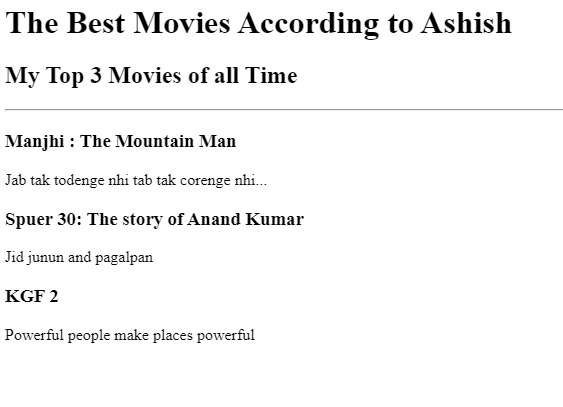 The Best Movies According to Ashish
My Top 3 Movies of all Time
Manjhi : The Mountain Man
Jab tak todenge nhi tab tak corenge nhi...
Spuer 30: The story of Anand Kumar
Jid junun and pagalpan
KGF 2
Powerful people make places powerful